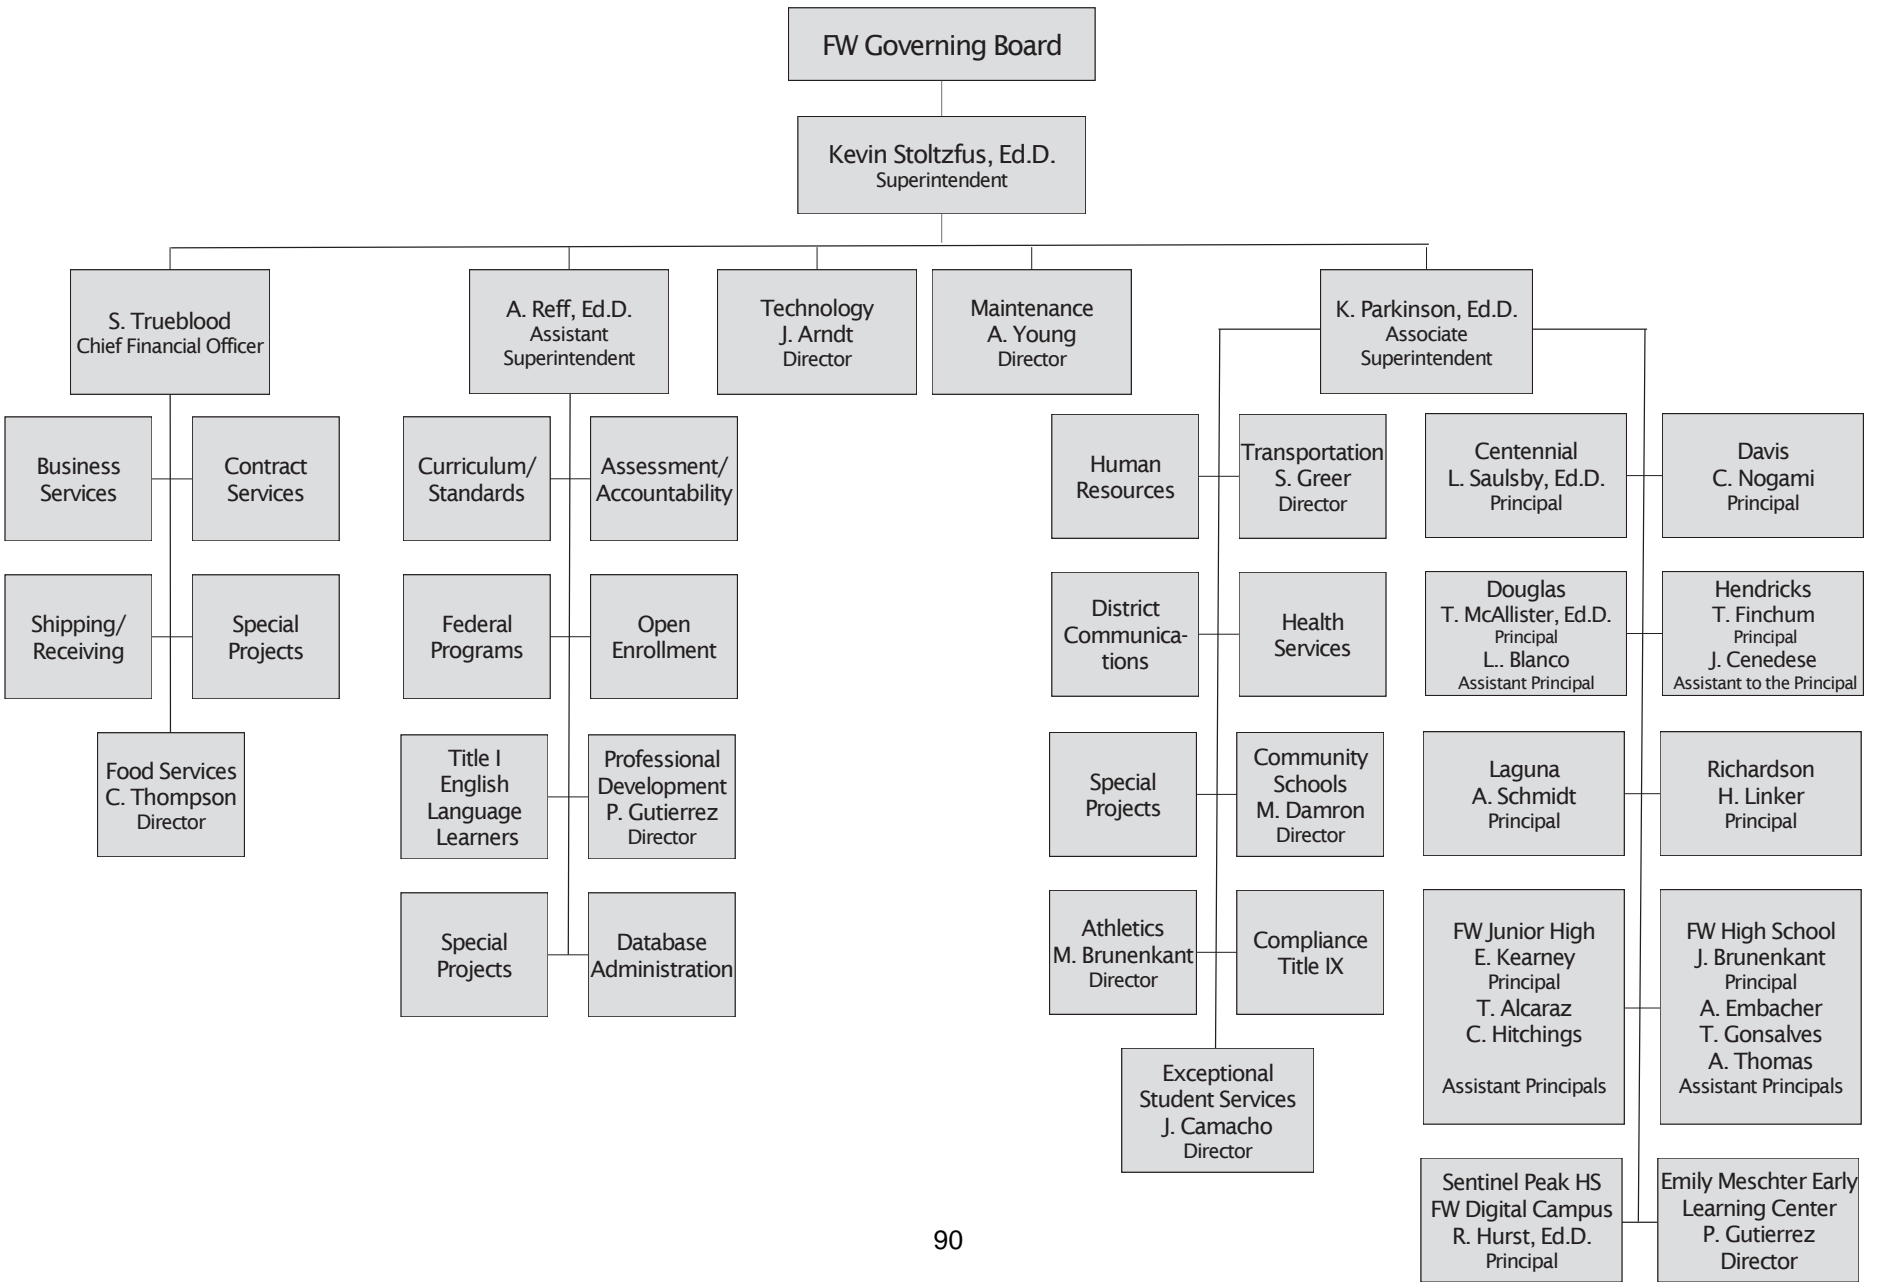 FW Governing Board
Kevin Stoltzfus, Ed.D.
Superintendent
S. Trueblood
Chief Financial Officer
A. Reff, Ed.D.
Assistant
Superintendent
Technology
J. Arndt
Director
Maintenance
A. Young
Director
K. Parkinson, Ed.D.
Associate
Superintendent
Business
Services
Contract
Services
Shipping/
Receiving
Special
Projects
Food Services
C. Thompson
Director
Curriculum/
Standards
Assessment/
Accountability
Federal
Programs
Open
Enrollment
Title I
English
Language
Learners
Professional
Development
P. Gutierrez
Director
Special
Projects
Database
Administration
Human
Resources
Transportation
S. Greer
Director
District
Communica-
tions
Health
Services
Special
Projects
Community
Schools
M. Damron
Director
Athletics
M. Brunenkant
Director
Compliance
Title IX
Exceptional
Student Services
J. Camacho
Director
Centennial
L. Saulsby, Ed.D.
Principal
Davis
C. Nogami
Principal
Douglas
T. McAllister, Ed.D.
Principal
L.. Blanco
Assistant Principal
Hendricks
T. Finchum
Principal
J. Cenedese
Assistant to the Principal
Laguna
A. Schmidt
Principal
Richardson
H. Linker
Principal
FW Junior High
E. Kearney
Principal
T. Alcaraz
C. Hitchings
Assistant Principals
FW High School
J. Brunenkant
Principal
A. Embacher
T. Gonsalves
A. Thomas
Assistant Principals
Sentinel Peak HS
FW Digital Campus
R. Hurst, Ed.D.
Principal
Emily Meschter Early
Learning Center
P. Gutierrez
Director
90